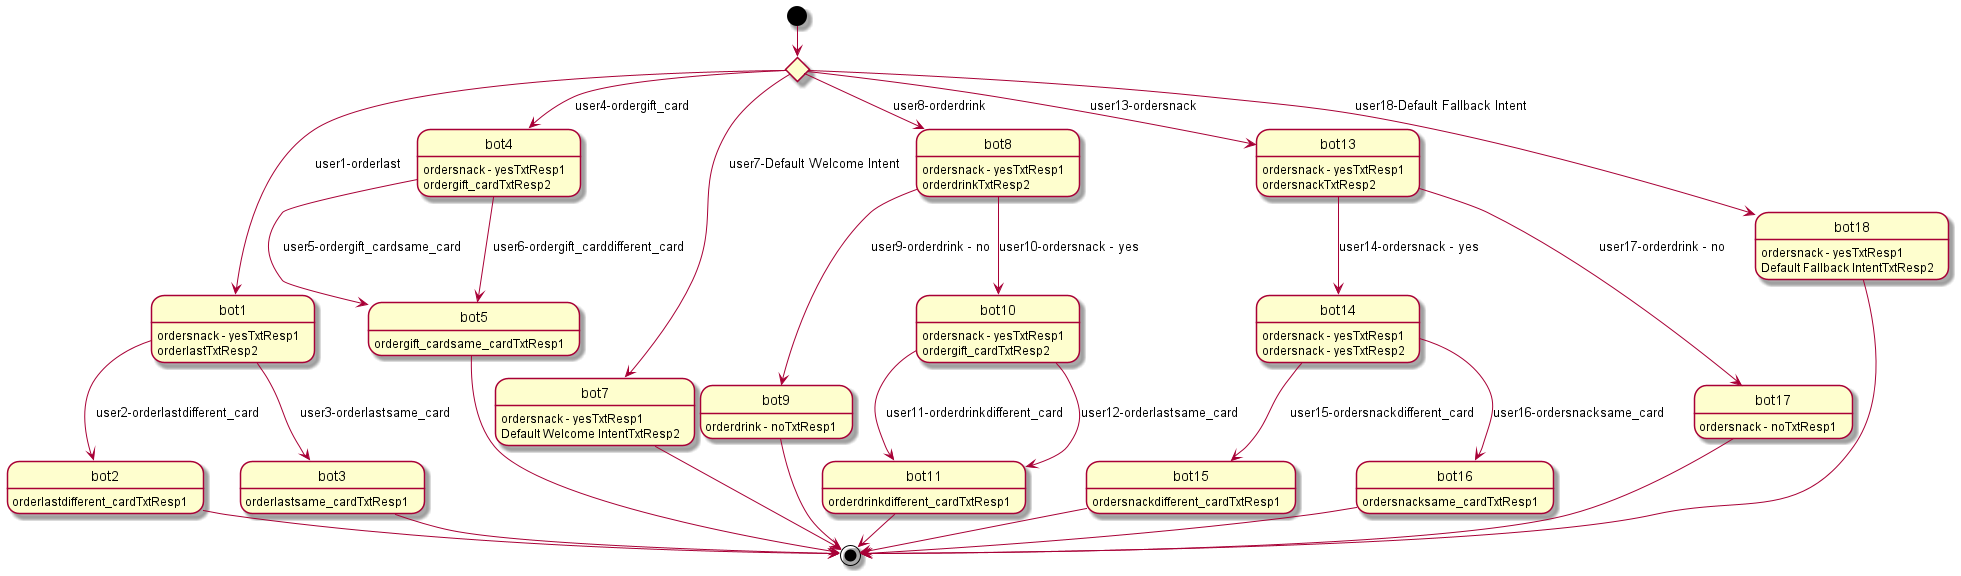 user4-ordergift_card
user8-orderdrink
user13-ordersnack
user18-Default Fallback Intent
bot4
ordersnack - yesTxtResp1
ordergift_cardTxtResp2
bot8
ordersnack - yesTxtResp1
orderdrinkTxtResp2
bot13
ordersnack - yesTxtResp1
ordersnackTxtResp2
user1-orderlast
user7-Default Welcome Intent
bot18
ordersnack - yesTxtResp1
Default Fallback IntentTxtResp2
user5-ordergift_cardsame_card
user6-ordergift_carddifferent_card
user9-orderdrink - no
user10-ordersnack - yes
user14-ordersnack - yes
user17-orderdrink - no
bot1
ordersnack - yesTxtResp1
orderlastTxtResp2
bot5
ordergift_cardsame_cardTxtResp1
bot10
ordersnack - yesTxtResp1
ordergift_cardTxtResp2
bot14
ordersnack - yesTxtResp1
ordersnack - yesTxtResp2
bot7
ordersnack - yesTxtResp1
Default Welcome IntentTxtResp2
bot9
orderdrink - noTxtResp1
bot17
ordersnack - noTxtResp1
user2-orderlastdifferent_card
user3-orderlastsame_card
user11-orderdrinkdifferent_card
user12-orderlastsame_card
user15-ordersnackdifferent_card
user16-ordersnacksame_card
bot2
orderlastdifferent_cardTxtResp1
bot3
orderlastsame_cardTxtResp1
bot11
orderdrinkdifferent_cardTxtResp1
bot15
ordersnackdifferent_cardTxtResp1
bot16
ordersnacksame_cardTxtResp1